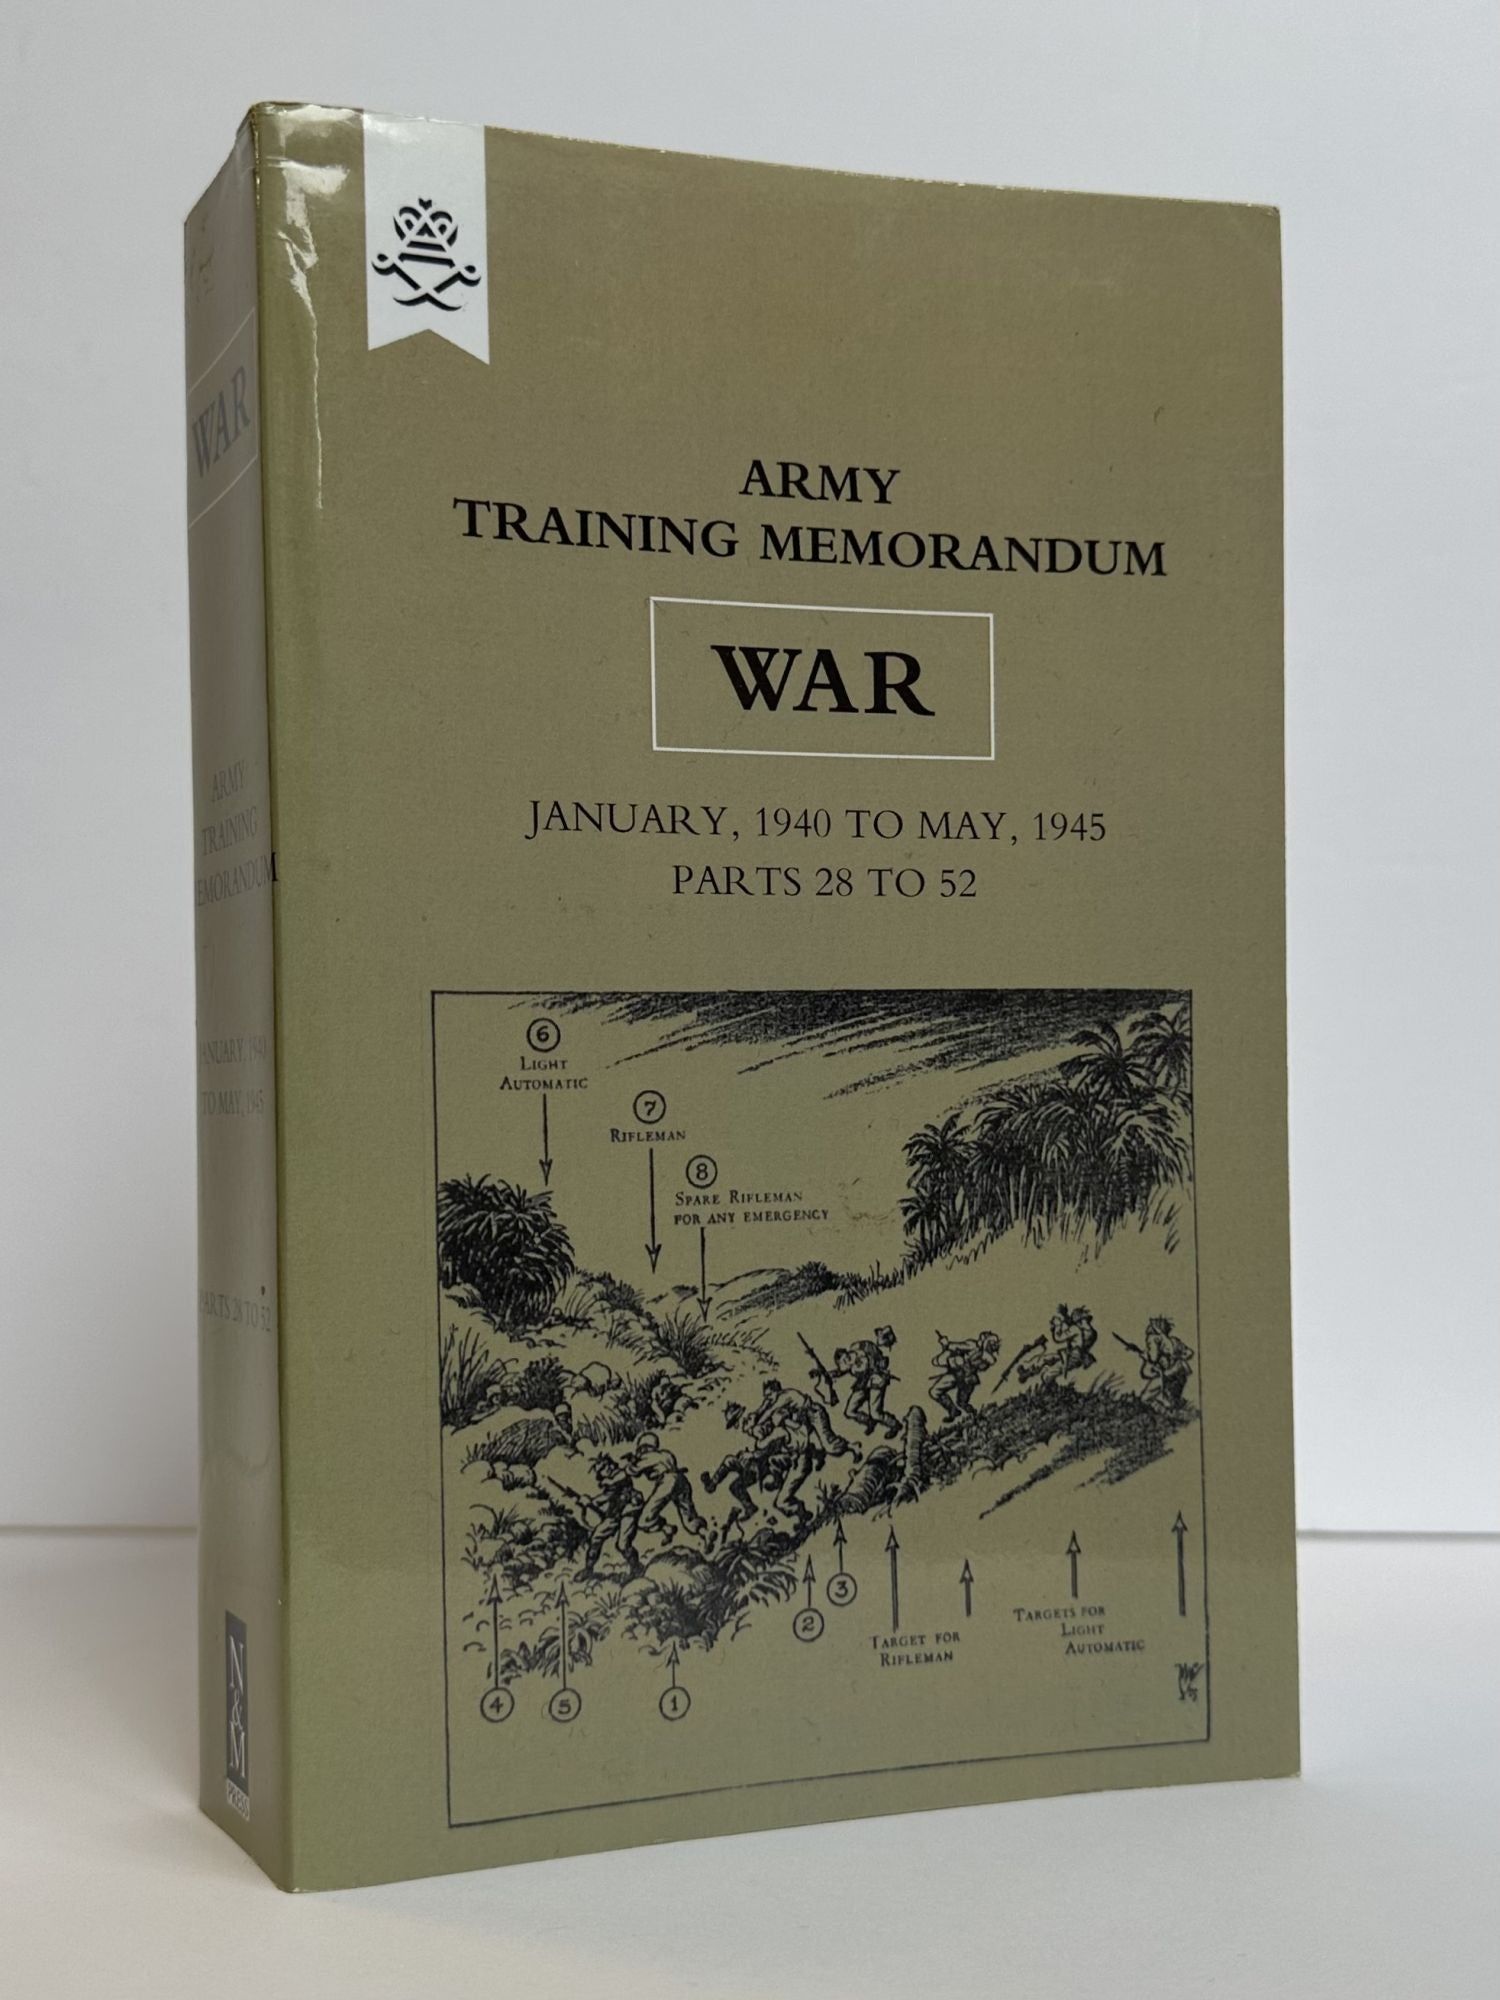 WAR
ARMY
TRAINING
EMORANDUM
JANUARY, 1940
TO MAY, 1945
PARTS 28 TO 52
N&M
PRESS
ARMY
TRAINING MEMORANDUM
WAR
JANUARY, 1940 TO MAY, 1945
PARTS 28 TO 52
6
LIGHT
AUTOMATIC
7
RIFLEMAN
8
SPARE RIFLEMAN
FOR ANY EMERGENCY
4
5
1
2
3
TARGET FOR
RIFLEMAN
TARGETS FOR
LIGHT
AUTOMATIC